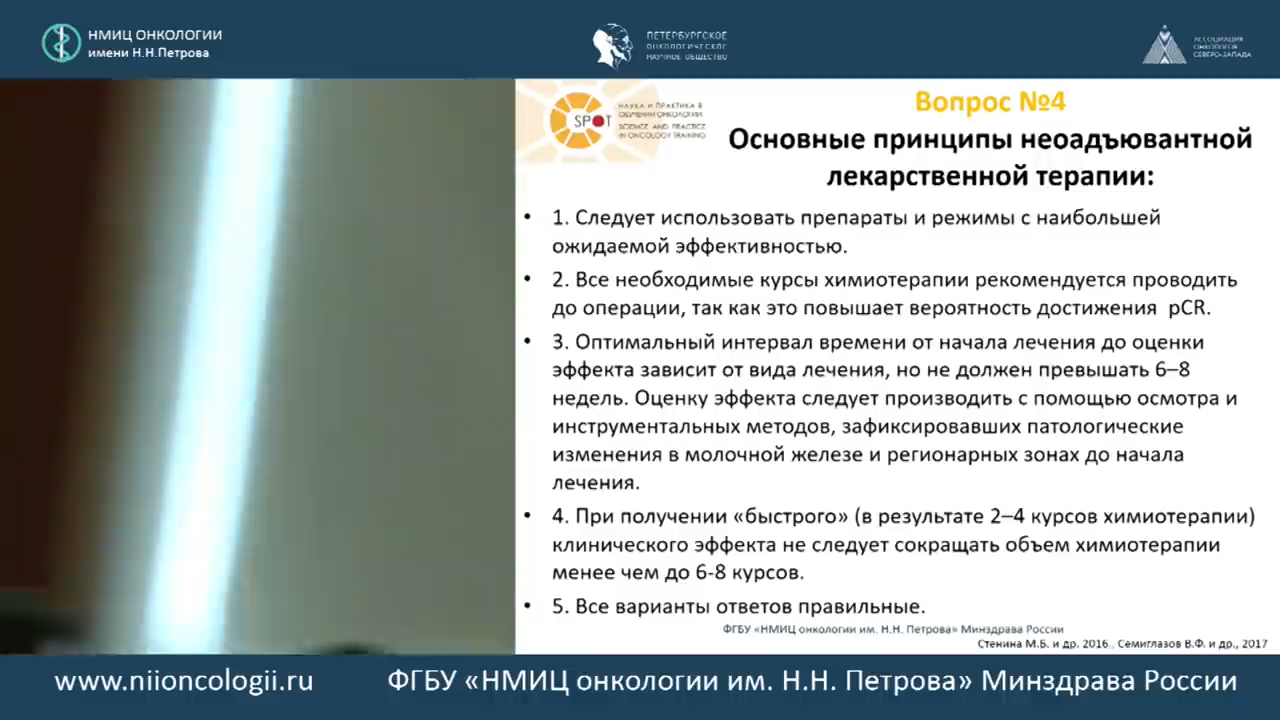 НМИЦ ОНКОЛОГИИ
имени Н.Н.Петрова
ПЕТЕРБУРГСКОЕ
ОНКОЛОГИЧЕСКОЕ
НАУЧНОЕ ОБЩЕСТВО
АССОЦИАЦИЯ
ОНКОЛОГОВ
СЕВЕРО-ЗАПАДА
SPOT
НАУКА И ПРАКТИКА В
ОБУЧЕНИИ ОНКОЛОГИИ
SCIENCE AND PRACTICE
IN ONCOLOGY TRAINING
Вопрос №4
Основные принципы неоадъювантной
лекарственной терапии:
• 1. Следует использовать препараты и режимы с наибольшей
ожидаемой эффективностью.
• 2. Все необходимые курсы химиотерапии рекомендуется проводить
до операции, так как это повышает вероятность достижения pCR.
• 3. Оптимальный интервал времени от начала лечения до оценки
эффекта зависит от вида лечения, но не должен превышать 6–8
недель. Оценку эффекта следует производить с помощью осмотра и
инструментальных методов, зафиксировавших патологические
изменения в молочной железе и регионарных зонах до начала
лечения.
• 4. При получении «быстрого» (в результате 2–4 курсов химиотерапии)
клинического эффекта не следует сокращать объем химиотерапии
менее чем до 6-8 курсов.
• 5. Все варианты ответов правильные.
ФГБУ «НМИЦ онкологии им. Н.Н. Петрова» Минздрава России
Стенина М.Б. и др. 2016., Семиглазов В.Ф. и др., 2017
www.niioncologii.ru
ФГБУ «НМИЦ онкологии им. Н.Н. Петрова» Минздрава России